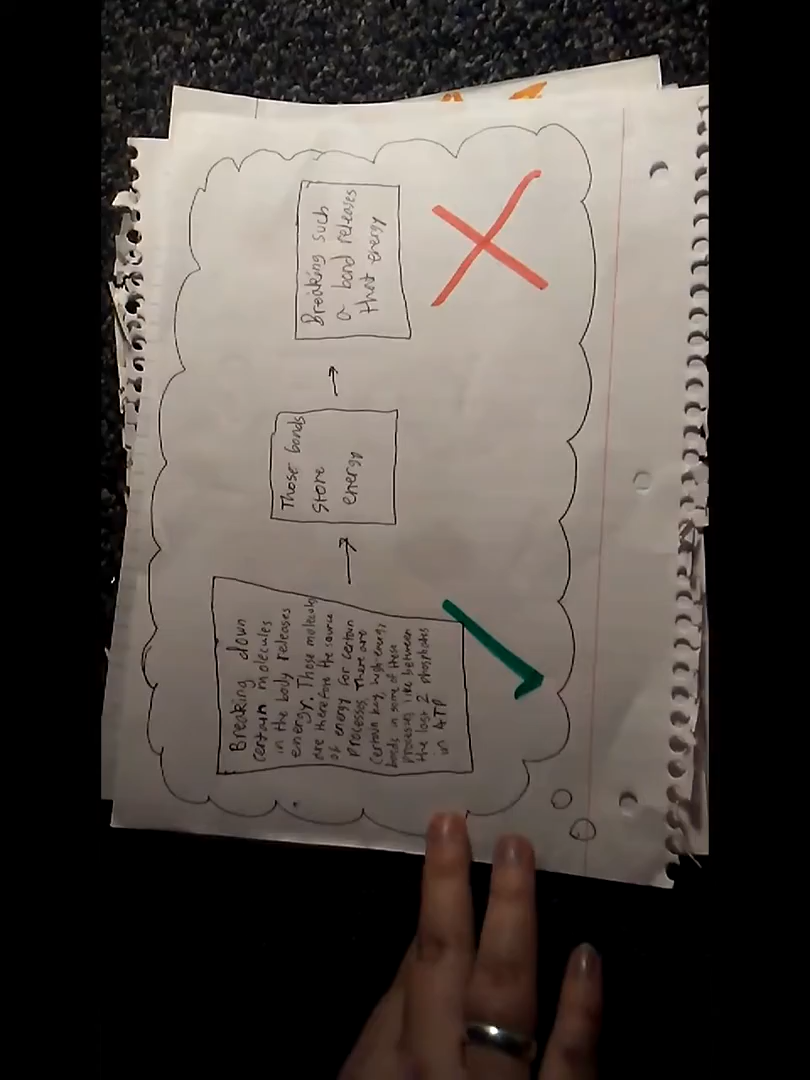 Breaking down
certain molecules
in the body releases
energy. Those molecules
are therefore the source
of energy for certain
processes. There are
certain key, high-energy
bonds in some of these
processes like between
the last 2 phosphates
in ATP
Those bonds
store
energy
Breaking such
a bond releases
that energy